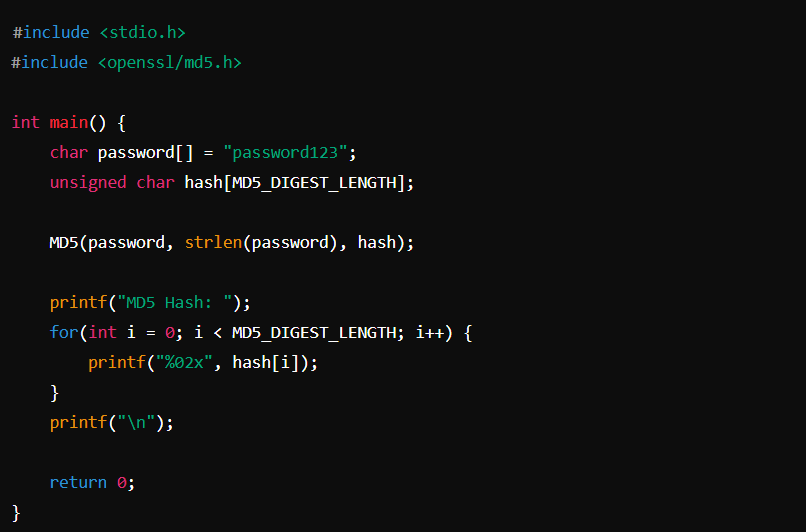 #include <stdio.h>
#include <openssl/md5.h>
int main() {
    char password[] = "password123";
    unsigned char hash[MD5_DIGEST_LENGTH];
    MD5(password, strlen(password), hash);
    printf("MD5 Hash: ");
    for(int i = 0; i < MD5_DIGEST_LENGTH; i++) {
        printf("%02x", hash[i]);
    }
    printf("\n");
    return 0;
}